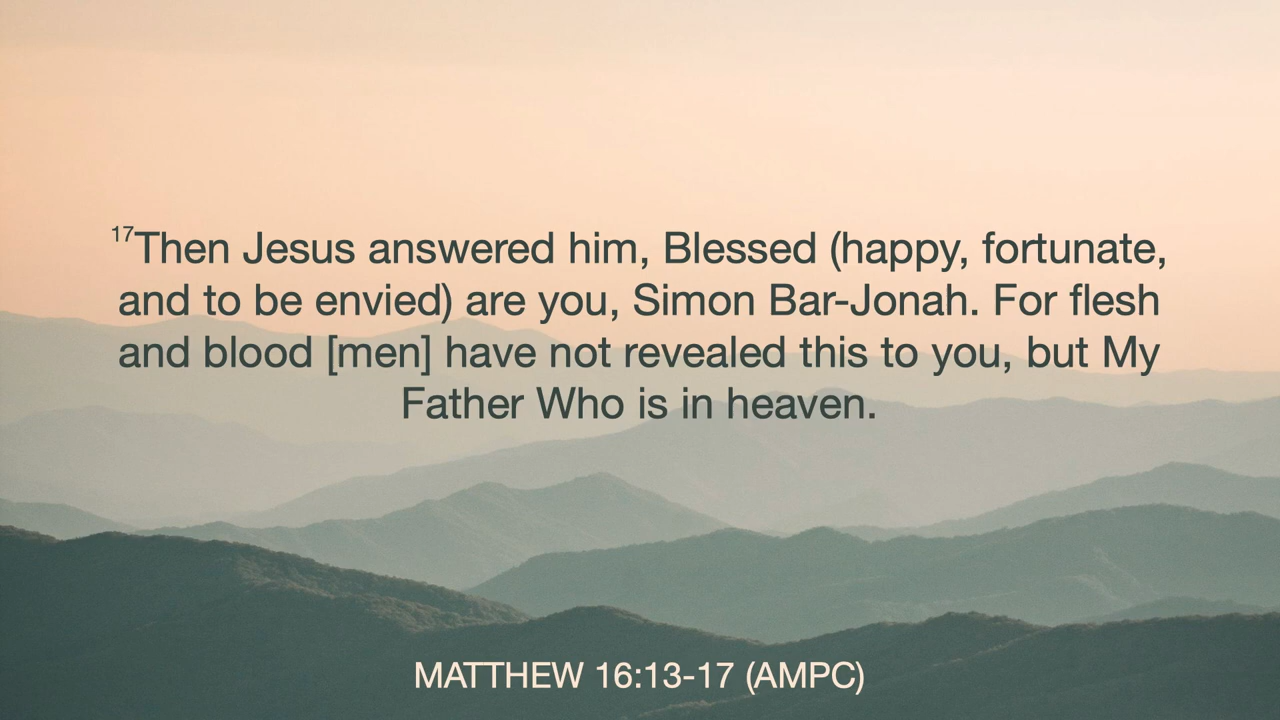 17Then Jesus answered him, Blessed (happy, fortunate,
and to be envied) are you, Simon Bar-Jonah. For flesh
and blood [men] have not revealed this to you, but My
Father Who is in heaven.
MATTHEW 16:13-17 (AMPC)